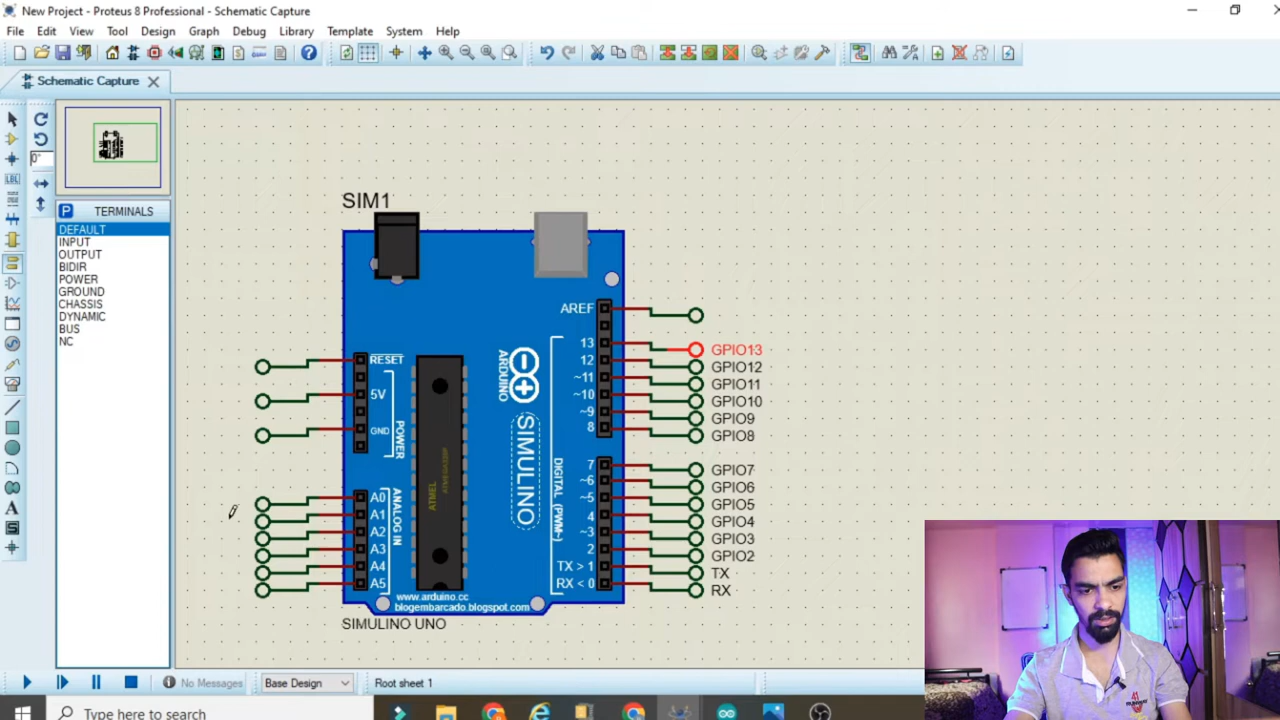 New Project - Proteus 8 Professional - Schematic Capture
File Edit View Tool Design Graph Debug Library Template System Help
Schematic Capture
0°
LBL
P TERMINALS
DEFAULT
INPUT
OUTPUT
BIDIR
POWER
GROUND
CHASSIS
DYNAMIC
BUS
NC
SIM1
AREF
13
12
~11
~10
~9
8
7
~6
~5
4
~3
2
TX > 1
RX < 0
RESET
5V
GND
POWER
A0
A1
A2
A3
A4
A5
ANALOG IN
ATMEL
ARDUINO
SIMULINO
DIGITAL (PWM~)
www.arduino.cc
blogembarcado.blogspot.com
SIMULINO UNO
GPIO13
GPIO12
GPIO11
GPIO10
GPIO9
GPIO8
GPIO7
GPIO6
GPIO5
GPIO4
GPIO3
GPIO2
TX
RX
No Messages
Base Design
Root sheet 1
Type here to search